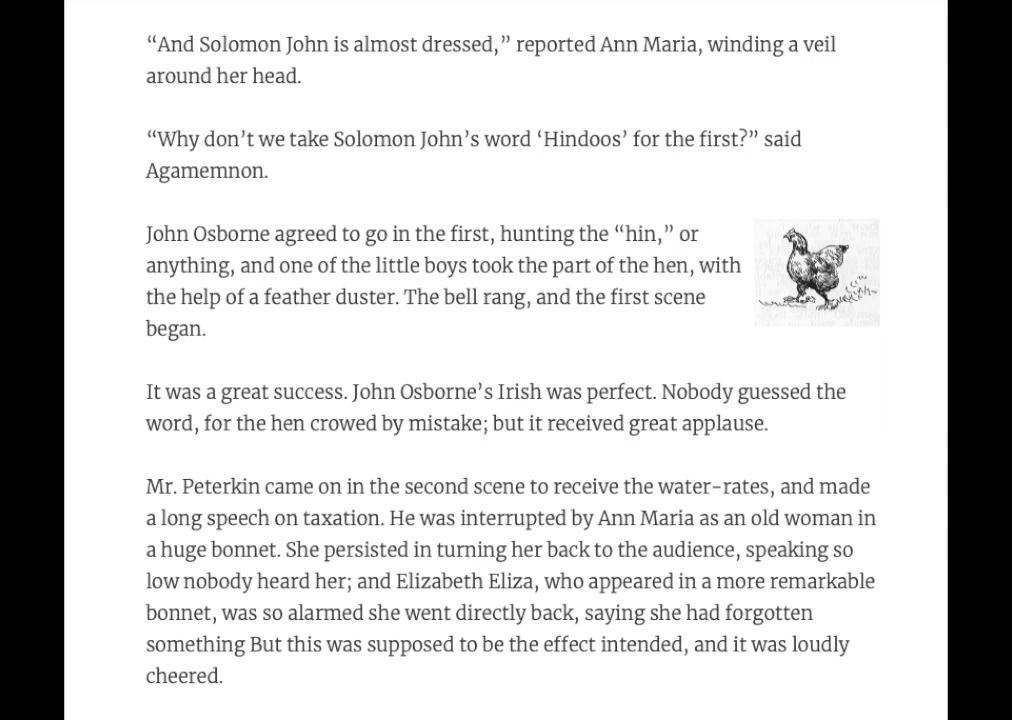 “And Solomon John is almost dressed,” reported Ann Maria, winding a veil
around her head.
“Why don’t we take Solomon John’s word ‘Hindoos’ for the first?” said
Agamemnon.
John Osborne agreed to go in the first, hunting the “hin,” or
anything, and one of the little boys took the part of the hen, with
the help of a feather duster. The bell rang, and the first scene
began.
It was a great success. John Osborne’s Irish was perfect. Nobody guessed the
word, for the hen crowed by mistake; but it received great applause.
Mr. Peterkin came on in the second scene to receive the water-rates, and made
a long speech on taxation. He was interrupted by Ann Maria as an old woman in
a huge bonnet. She persisted in turning her back to the audience, speaking so
low nobody heard her; and Elizabeth Eliza, who appeared in a more remarkable
bonnet, was so alarmed she went directly back, saying she had forgotten
something But this was supposed to be the effect intended, and it was loudly
cheered.